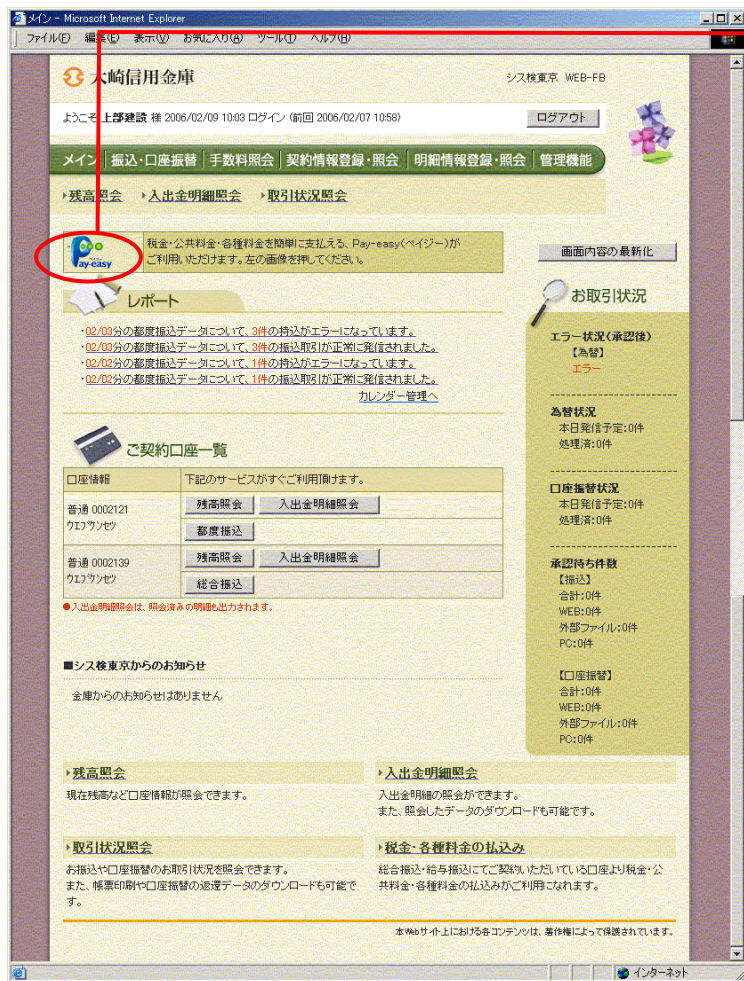 メイン - Microsoft Internet Explorer
ファイル(F) 編集(E) 表示(V) お気に入り(A) ツール(T) ヘルプ(H)
大崎信用金庫
シス検東京 WEB-FB
ようこそ 上部建設 様 2006/02/09 10:03 ログイン (前回 2006/02/07 10:58)
ログアウト
メイン 振込・口座振替 手数料照会 契約情報登録・照会 明細情報登録・照会 管理機能
残高照会 入出金明細照会 取引状況照会
Pay-easy
税金・公共料金・各種料金を簡単に支払える、Pay-easy(ペイジー)が
ご利用いただけます。左の画像を押してください。
画面内容の最新化
レポート
・02/03分の都度振込データについて、3件の持込がエラーになっています。
・02/03分の都度振込データについて、3件の振込取引が正常に発信されました。
・02/02分の都度振込データについて、1件の持込がエラーになっています。
・02/02分の都度振込データについて、1件の振込取引が正常に発信されました。
カレンダー管理へ
ご契約口座一覧
口座情報 下記のサービスがすぐご利用頂けます。
普通 0002121
ウエブケンセツ
残高照会 入出金明細照会
都度振込
普通 0002139
ウエブケンセツ
残高照会 入出金明細照会
総合振込
●入出金明細照会は、照会済みの明細も出力されます。
■シス検東京からのお知らせ
金庫からのお知らせはありません
お取引状況
エラー状況(承認後)
【為替】
エラー
為替状況
本日発信予定:0件
処理済:0件
口座振替状況
本日発信予定:0件
処理済:0件
承認待ち件数
【振込】
合計:0件
WEB:0件
外部ファイル:0件
PC:0件
【口座振替】
合計:0件
WEB:0件
外部ファイル:0件
PC:0件
残高照会
現在残高など口座情報が照会できます。
入出金明細照会
入出金明細の照会ができます。
また、照会したデータのダウンロードも可能です。
取引状況照会
お振込や口座振替のお取引状況を照会できます。
また、帳票印刷や口座振替の返還データのダウンロードも可能で
す。
税金・各種料金の払込み
総合振込・給与振込にてご契約いただいている口座より税金・公
共料金・各種料金の払込みがご利用になれます。
本Webサイト上における各コンテンツは、著作権によって保護されています。
インターネット